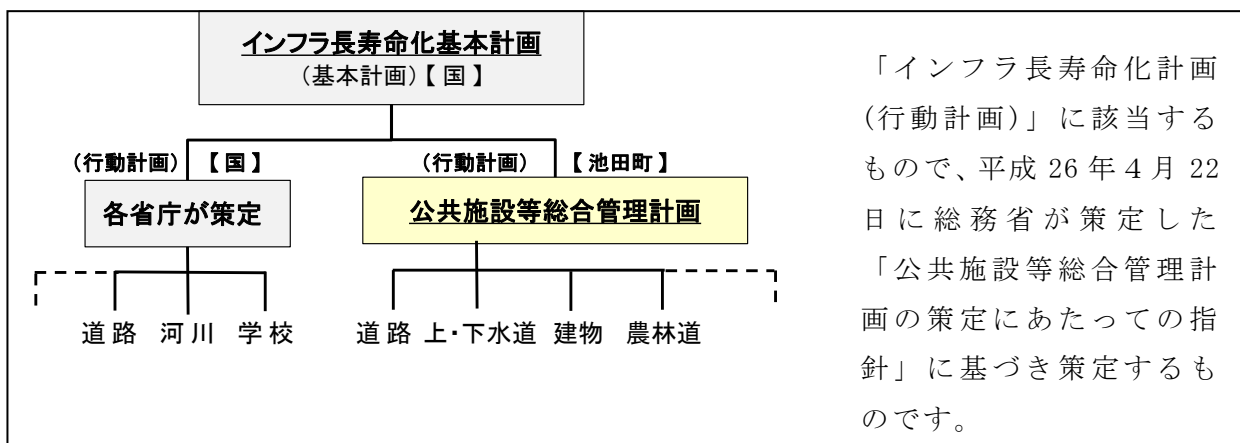 インフラ長寿命化基本計画
(基本計画)【 国 】
(行動計画) 【 国 】
各省庁が策定
道 路 河 川 学 校
(行動計画) 【 池田町 】
公共施設等総合管理計画
道 路 上・下水道 建物 農林道
「インフラ長寿命化計画
(行動計画)」に該当する
もので、平成 26 年 4 月 22
日に総務省が策定した
「公共施設等総合管理計
画の策定にあたっての指
針」に基づき策定するも
のです。